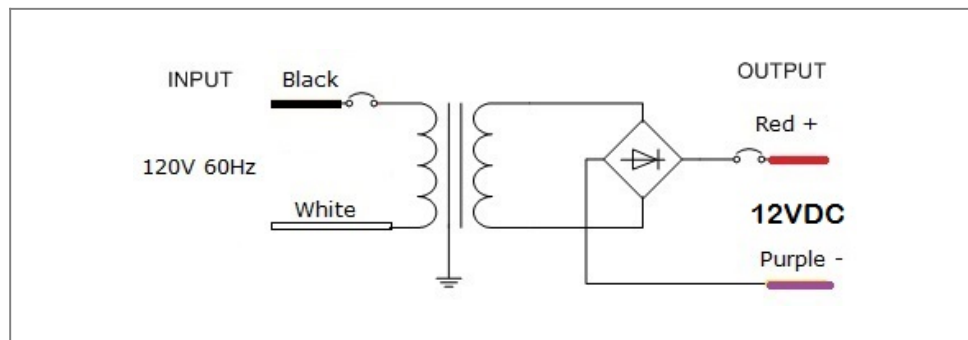 INPUT
Black
OUTPUT
Red +
120V 60Hz
White
12VDC
Purple -